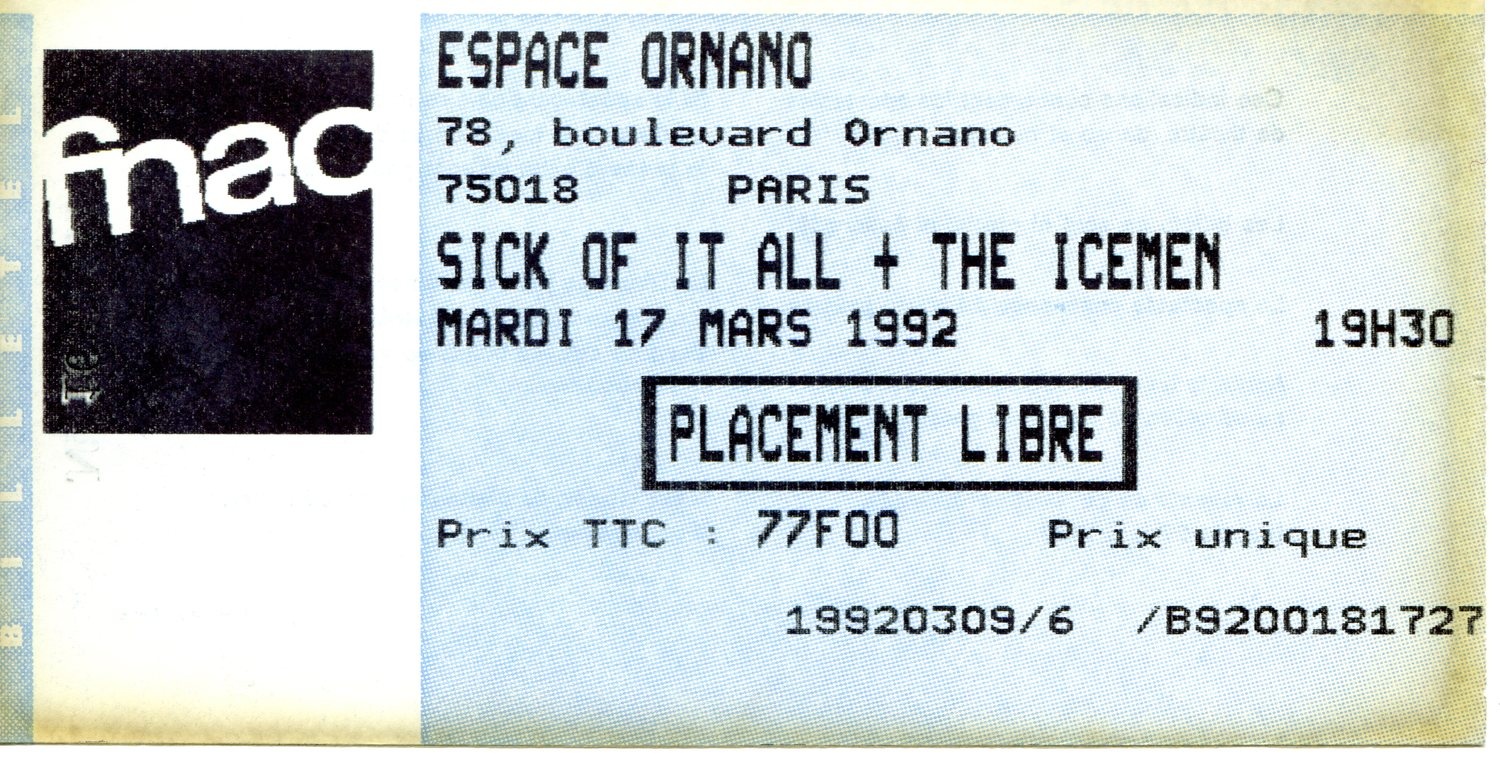 BILLETEL
fnac
ESPACE ORNANO
78, boulevard Ornano
75018 PARIS
SICK OF IT ALL + THE ICEMEN
MARDI 17 MARS 1992 19H30
PLACEMENT LIBRE
Prix TTC : 77F00 Prix unique
19920309/6 /B9200181727